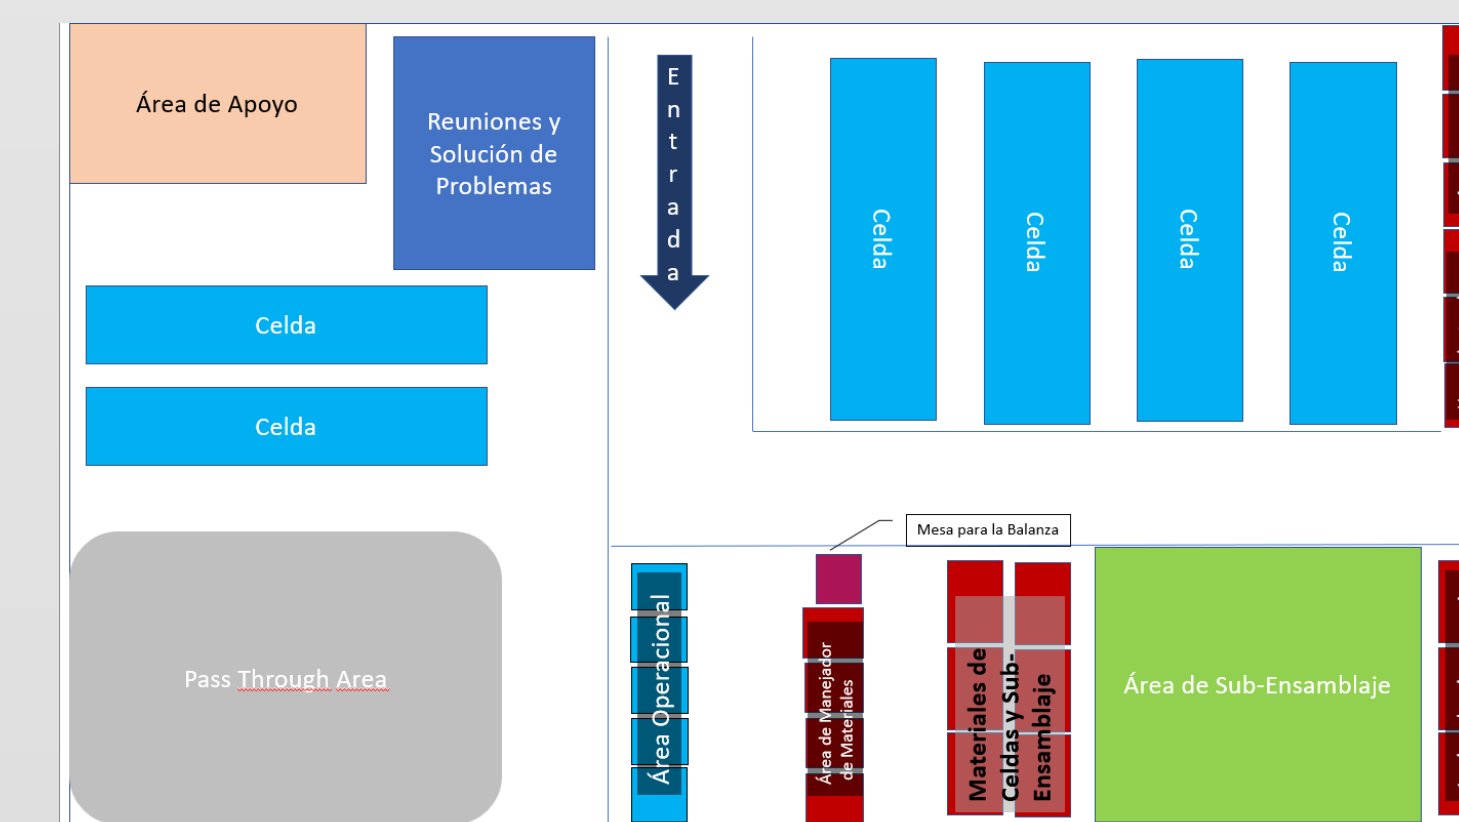 Área de Apoyo
Reuniones y
Solución de
Problemas
Entrada
Celda
Celda
Celda
Celda
Celda
Celda
Mesa para la Balanza
Pass Through Area
Área Operacional
Área de Manejador
de Materiales
Materiales de
Celdas y Sub-
Ensamblaje
Área de Sub-Ensamblaje